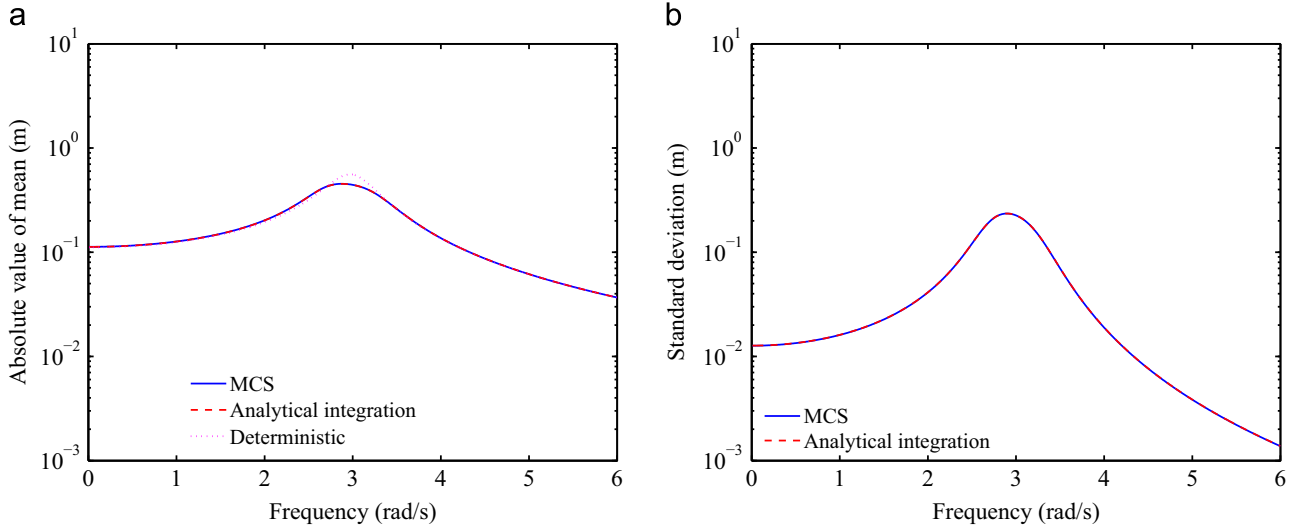 a
Absolute value of mean (m)
10^1
10^0
10^-1
10^-2
10^-3
MCS
Analytical integration
Deterministic
0 1 2 3 4 5 6
Frequency (rad/s)
b
Standard deviation (m)
10^1
10^0
10^-1
10^-2
10^-3
MCS
Analytical integration
0 1 2 3 4 5 6
Frequency (rad/s)